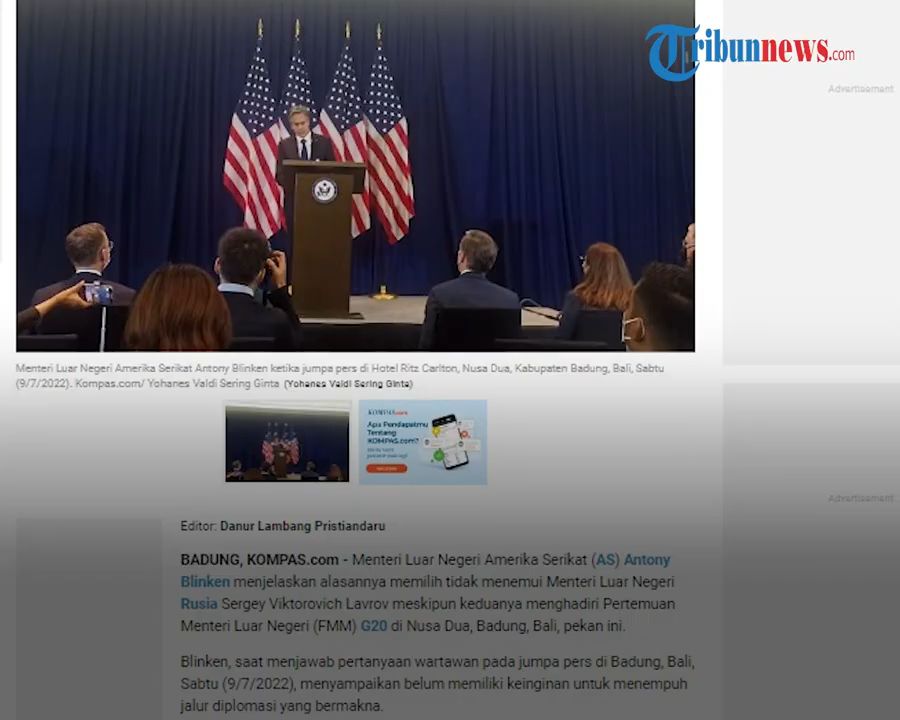 Tribunnews.com
Advertisement
Menteri Luar Negeri Amerika Serikat Antony Blinken ketika jumpa pers di Hotel Ritz Carlton, Nusa Dua, Kabupaten Badung, Bali, Sabtu
(9/7/2022). Kompas.com/ Yohanes Valdi Sering Ginta (Yohanes Valdi Sering Ginta)
KOMPAS.com
Apa Pendapatmu
Tentang
KOMPAS.com?
Advertisement
Editor: Danur Lambang Pristiandaru
BADUNG, KOMPAS.com - Menteri Luar Negeri Amerika Serikat (AS) Antony
Blinken menjelaskan alasannya memilih tidak menemui Menteri Luar Negeri
Rusia Sergey Viktorovich Lavrov meskipun keduanya menghadiri Pertemuan
Menteri Luar Negeri (FMM) G20 di Nusa Dua, Badung, Bali, pekan ini.
Blinken, saat menjawab pertanyaan wartawan pada jumpa pers di Badung, Bali,
Sabtu (9/7/2022), menyampaikan belum memiliki keinginan untuk menempuh
jalur diplomasi yang bermakna.